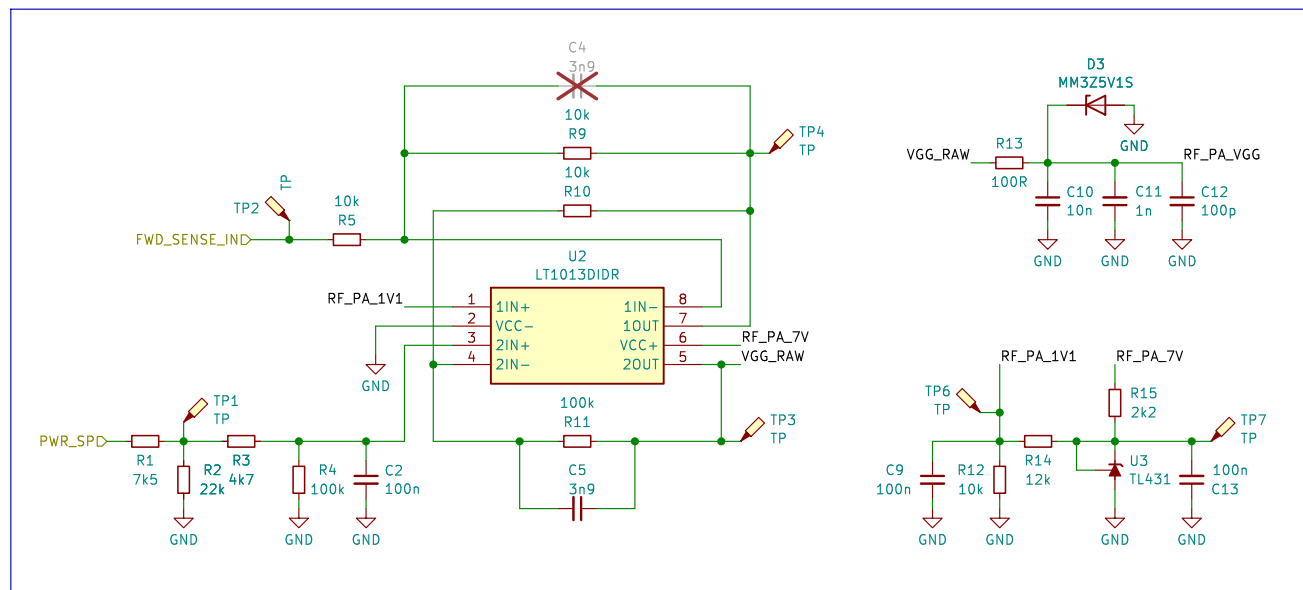 C4
3n9
10k
R9
TP4
TP
10k
R10
TP2
TP
10k
R5
FWD_SENSE_IN
U2
LT1013DIDR
RF_PA_1V1
1
1IN+
1IN-
8
2
VCC-
1OUT
7
3
2IN+
VCC+
6
RF_PA_7V
4
2IN-
2OUT
5
VGG_RAW
GND
TP1
TP
PWR_SP
R1
7k5
R2
22k
R3
4k7
R4
100k
C2
100n
GND
GND
GND
100k
R11
TP3
TP
C5
3n9
D3
MM3Z5V1S
GND
VGG_RAW
R13
100R
RF_PA_VGG
C10
10n
C11
1n
C12
100p
GND
GND
GND
RF_PA_1V1
RF_PA_7V
TP6
TP
R15
2k2
TP7
TP
C9
100n
R12
10k
R14
12k
U3
TL431
100n
C13
GND
GND
GND
GND